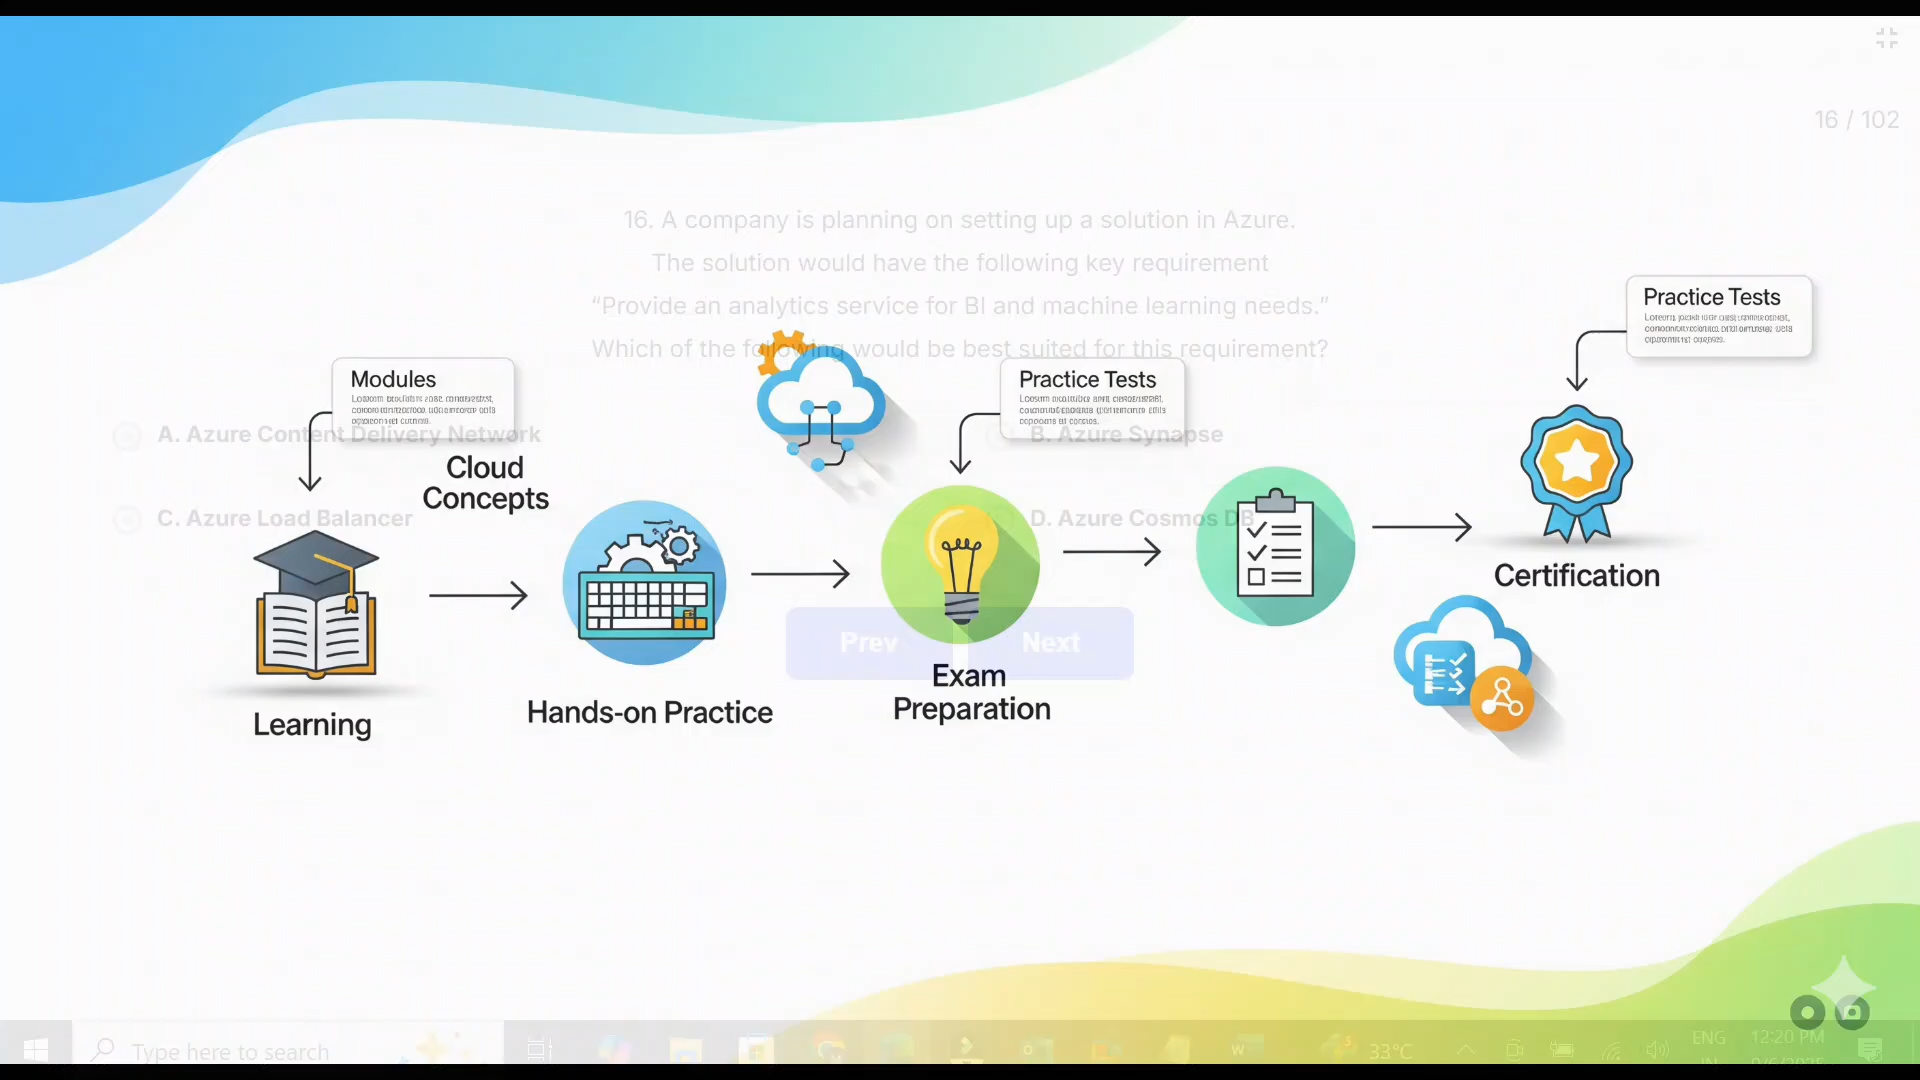 16 / 102
16. A company is planning on setting up a solution in Azure.
The solution would have the following key requirement
“Provide an analytics service for BI and machine learning needs.”
Which of the following would be best suited for this requirement?
Practice Tests
Modules
Practice Tests
A. Azure Content Delivery Network
B. Azure Synapse
Cloud
Concepts
C. Azure Load Balancer
D. Azure Cosmos DB
Certification
Prev
Next
Exam
Preparation
Hands-on Practice
Learning
Type here to search
33°C
ENG
12:20 PM